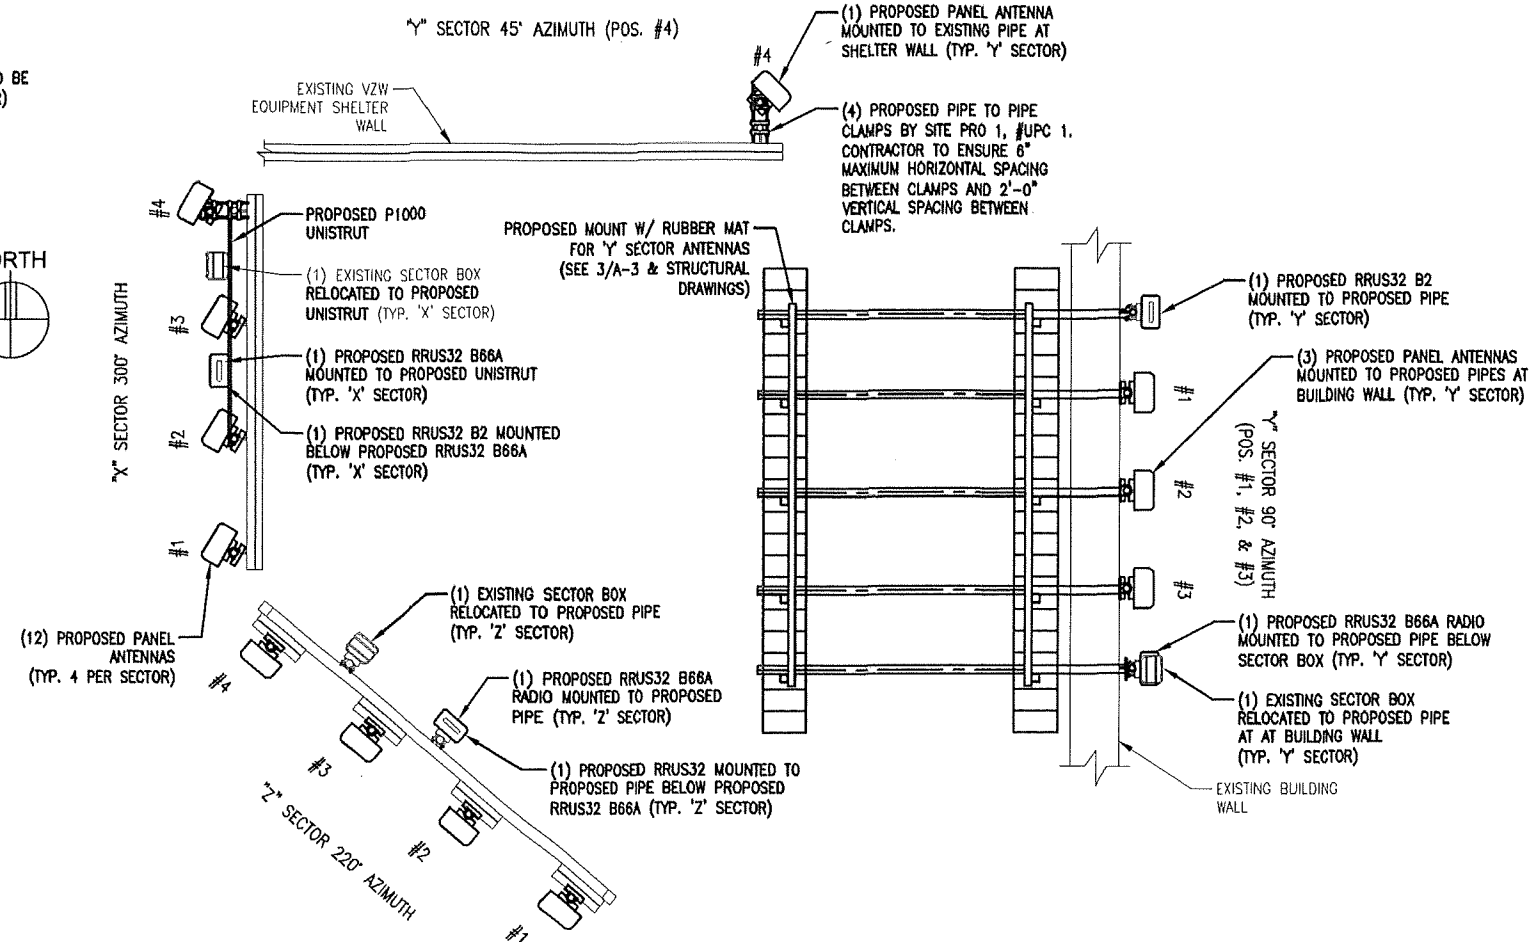 "Y" SECTOR 45° AZIMUTH (POS. #4)
(1) PROPOSED PANEL ANTENNA
MOUNTED TO EXISTING PIPE AT
SHELTER WALL (TYP. 'Y' SECTOR)
#4
BE
EXISTING VZW
EQUIPMENT SHELTER
WALL
(4) PROPOSED PIPE TO PIPE
CLAMPS BY SITE PRO 1, #UPC 1.
CONTRACTOR TO ENSURE 6"
MAXIMUM HORIZONTAL SPACING
BETWEEN CLAMPS AND 2'-0"
VERTICAL SPACING BETWEEN
CLAMPS.
#4
PROPOSED P1000
UNISTRUT
PROPOSED MOUNT W/ RUBBER MAT
FOR 'Y' SECTOR ANTENNAS
(SEE 3/A-3 & STRUCTURAL
DRAWINGS)
ORTH
(1) EXISTING SECTOR BOX
RELOCATED TO PROPOSED
UNISTRUT (TYP. 'X' SECTOR)
"X" SECTOR 300° AZIMUTH
#3
(1) PROPOSED RRUS32 B66A
MOUNTED TO PROPOSED UNISTRUT
(TYP. 'X' SECTOR)
#2
(1) PROPOSED RRUS32 B2 MOUNTED
BELOW PROPOSED RRUS32 B66A
(TYP. 'X' SECTOR)
#1
(1) PROPOSED RRUS32 B2
MOUNTED TO PROPOSED PIPE
(TYP. 'Y' SECTOR)
(3) PROPOSED PANEL ANTENNAS
MOUNTED TO PROPOSED PIPES AT
BUILDING WALL (TYP. 'Y' SECTOR)
#1
#2
#3
"Y" SECTOR 90° AZIMUTH
(POS. #1, #2, & #3)
(1) PROPOSED RRUS32 B66A RADIO
MOUNTED TO PROPOSED PIPE BELOW
SECTOR BOX (TYP. 'Y' SECTOR)
(1) EXISTING SECTOR BOX
RELOCATED TO PROPOSED PIPE
AT AT BUILDING WALL
(TYP. 'Y' SECTOR)
EXISTING BUILDING
WALL
(12) PROPOSED PANEL
ANTENNAS
(TYP. 4 PER SECTOR)
(1) EXISTING SECTOR BOX
RELOCATED TO PROPOSED PIPE
(TYP. 'Z' SECTOR)
(1) PROPOSED RRUS32 B66A
RADIO MOUNTED TO PROPOSED
PIPE (TYP. 'Z' SECTOR)
(1) PROPOSED RRUS32 MOUNTED TO
PROPOSED PIPE BELOW PROPOSED
RRUS32 B66A (TYP. 'Z' SECTOR)
#4
#3
#2
#1
"Z" SECTOR 220° AZIMUTH